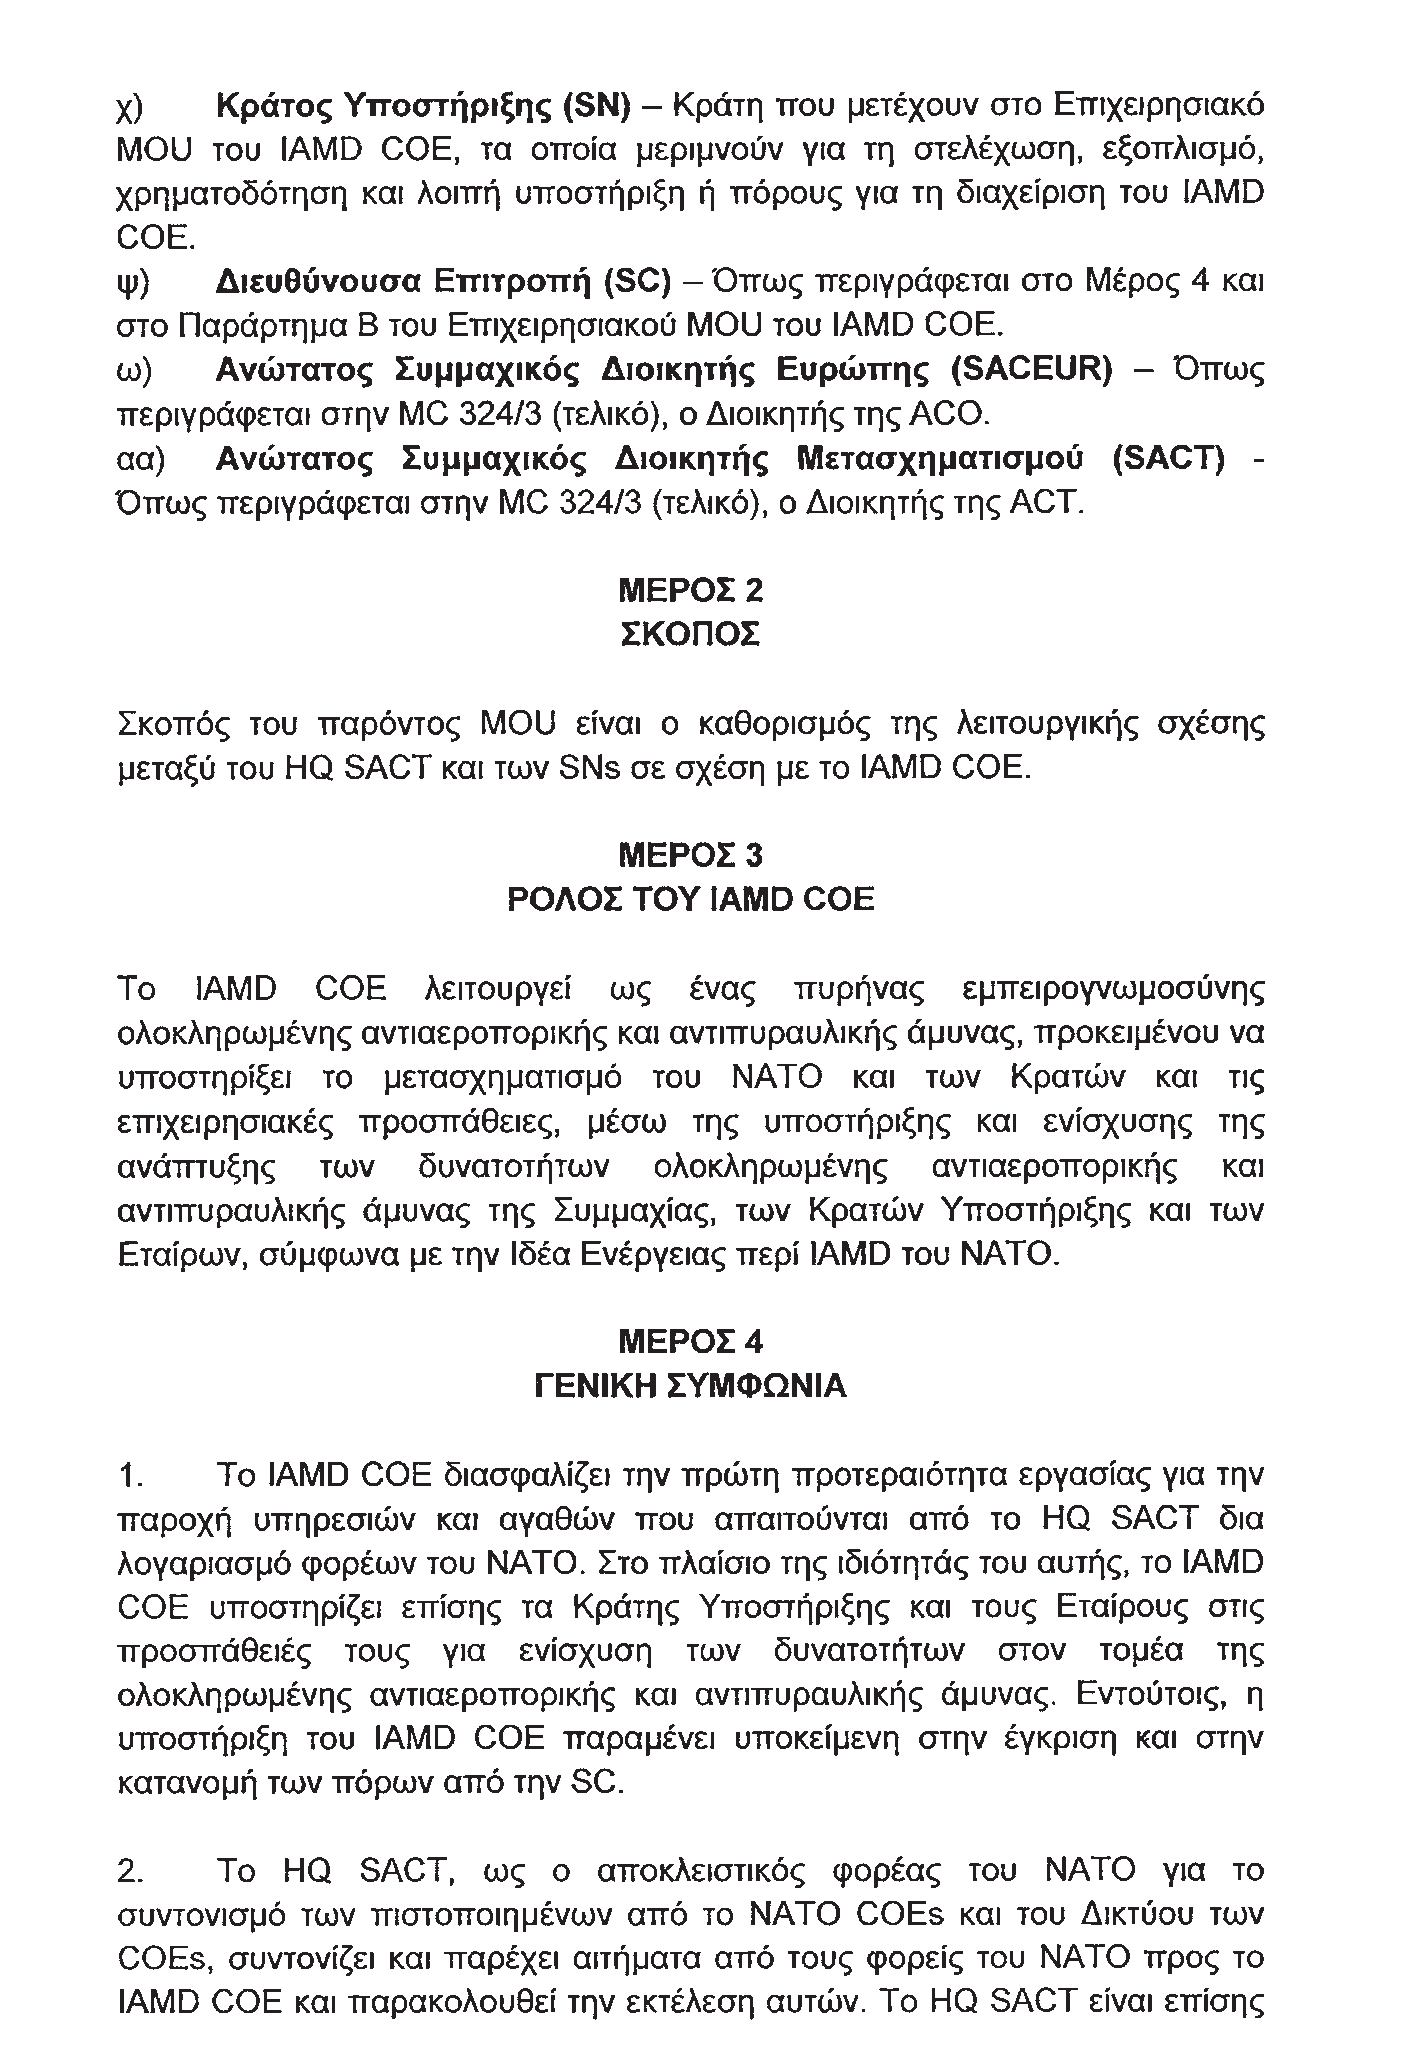 χ) Κράτος Υποστήριξης (SN) – Κράτη που μετέχουν στο Επιχειρησιακό
MOU του IAMD COE, τα οποία μεριμνούν για τη στελέχωση, εξοπλισμό,
χρηματοδότηση και λοιπή υποστήριξη ή πόρους για τη διαχείριση του IAMD
COE.
ψ) Διευθύνουσα Επιτροπή (SC) – Όπως περιγράφεται στο Μέρος 4 και
στο Παράρτημα Β του Επιχειρησιακού MOU του IAMD COE.
ω) Ανώτατος Συμμαχικός Διοικητής Ευρώπης (SACEUR) – Όπως
περιγράφεται στην MC 324/3 (τελικό), ο Διοικητής της ACO.
αα) Ανώτατος Συμμαχικός Διοικητής Μετασχηματισμού (SACT) -
Όπως περιγράφεται στην MC 324/3 (τελικό), ο Διοικητής της ACT.
ΜΕΡΟΣ 2
ΣΚΟΠΟΣ
Σκοπός του παρόντος MOU είναι ο καθορισμός της λειτουργικής σχέσης
μεταξύ του HQ SACT και των SNs σε σχέση με το IAMD COE.
ΜΕΡΟΣ 3
ΡΟΛΟΣ ΤΟΥ IAMD COE
Το IAMD COE λειτουργεί ως ένας πυρήνας εμπειρογνωμοσύνης
ολοκληρωμένης αντιαεροπορικής και αντιπυραυλικής άμυνας, προκειμένου να
υποστηρίξει το μετασχηματισμό του ΝΑΤΟ και των Κρατών και τις
επιχειρησιακές προσπάθειες, μέσω της υποστήριξης και ενίσχυσης της
ανάπτυξης των δυνατοτήτων ολοκληρωμένης αντιαεροπορικής και
αντιπυραυλικής άμυνας της Συμμαχίας, των Κρατών Υποστήριξης και των
Εταίρων, σύμφωνα με την Ιδέα Ενέργειας περί IAMD του ΝΑΤΟ.
ΜΕΡΟΣ 4
ΓΕΝΙΚΗ ΣΥΜΦΩΝΙΑ
1. Το IAMD COE διασφαλίζει την πρώτη προτεραιότητα εργασίας για την
παροχή υπηρεσιών και αγαθών που απαιτούνται από το HQ SACT δια
λογαριασμό φορέων του ΝΑΤΟ. Στο πλαίσιο της ιδιότητάς του αυτής, το IAMD
COE υποστηρίζει επίσης τα Κράτης Υποστήριξης και τους Εταίρους στις
προσπάθειές τους για ενίσχυση των δυνατοτήτων στον τομέα της
ολοκληρωμένης αντιαεροπορικής και αντιπυραυλικής άμυνας. Εντούτοις, η
υποστήριξη του IAMD COE παραμένει υποκείμενη στην έγκριση και στην
κατανομή των πόρων από την SC.
2. Το HQ SACT, ως ο αποκλειστικός φορέας του ΝΑΤΟ για το
συντονισμό των πιστοποιημένων από το ΝΑΤΟ COEs και του Δικτύου των
COEs, συντονίζει και παρέχει αιτήματα από τους φορείς του ΝΑΤΟ προς το
IAMD COE και παρακολουθεί την εκτέλεση αυτών. Το HQ SACT είναι επίσης